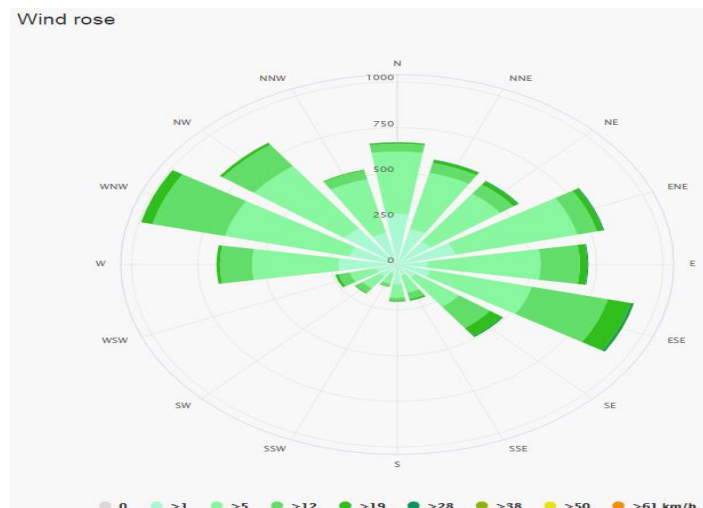 Wind rose
N
NNW
1000
NNE
NW
750
NE
500
WNW
ENE
250
W
0
E
WSW
ESE
SW
SE
SSW
SSE
S
0 >1 >5 >12 >19 >28 >38 >50 >61 km/h